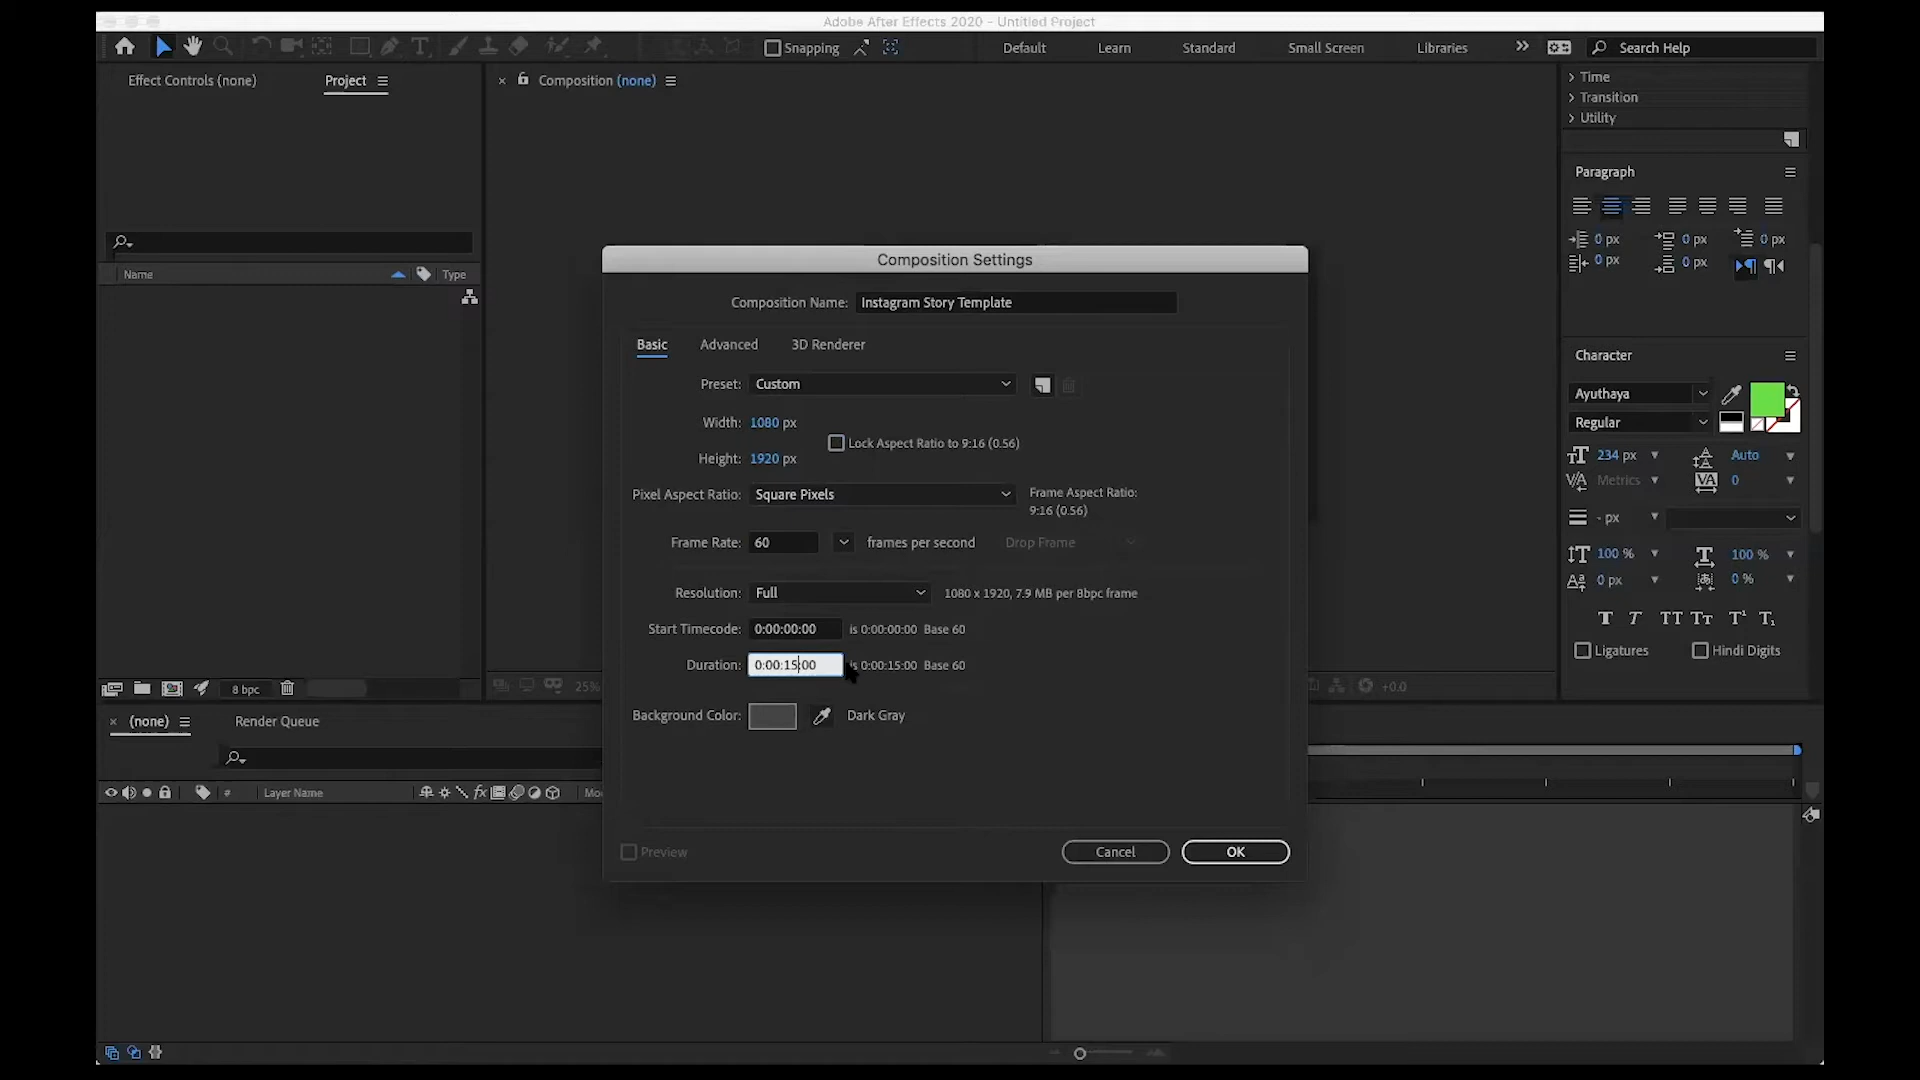 Adobe After Effects 2020 - Untitled Project
Snapping
Default
Learn
Standard
Small Screen
Libraries
Search Help
Effect Controls (none)
Project
Composition (none)
Time
Transition
Utility
Name
Type
Paragraph
0 px
0 px
0 px
0 px
0 px
Composition Settings
Composition Name: Instagram Story Template
Basic
Advanced
3D Renderer
Preset: Custom
Width: 1080 px
Lock Aspect Ratio to 9:16 (0.56)
Height: 1920 px
Pixel Aspect Ratio: Square Pixels
Frame Aspect Ratio:
9:16 (0.56)
Frame Rate: 60
frames per second
Drop Frame
Resolution: Full
1080 x 1920, 7.9 MB per 8bpc frame
Start Timecode: 0:00:00:00
is 0:00:00:00 Base 60
Duration: 0:00:15:00
is 0:00:15:00 Base 60
Background Color:
Dark Gray
Preview
Cancel
OK
Character
Ayuthaya
Regular
234 px
Auto
Metrics
0
- px
100 %
100 %
0 px
0 %
Ligatures
Hindi Digits
8 bpc
25%
+0.0
(none)
Render Queue
#
Layer Name
Mo